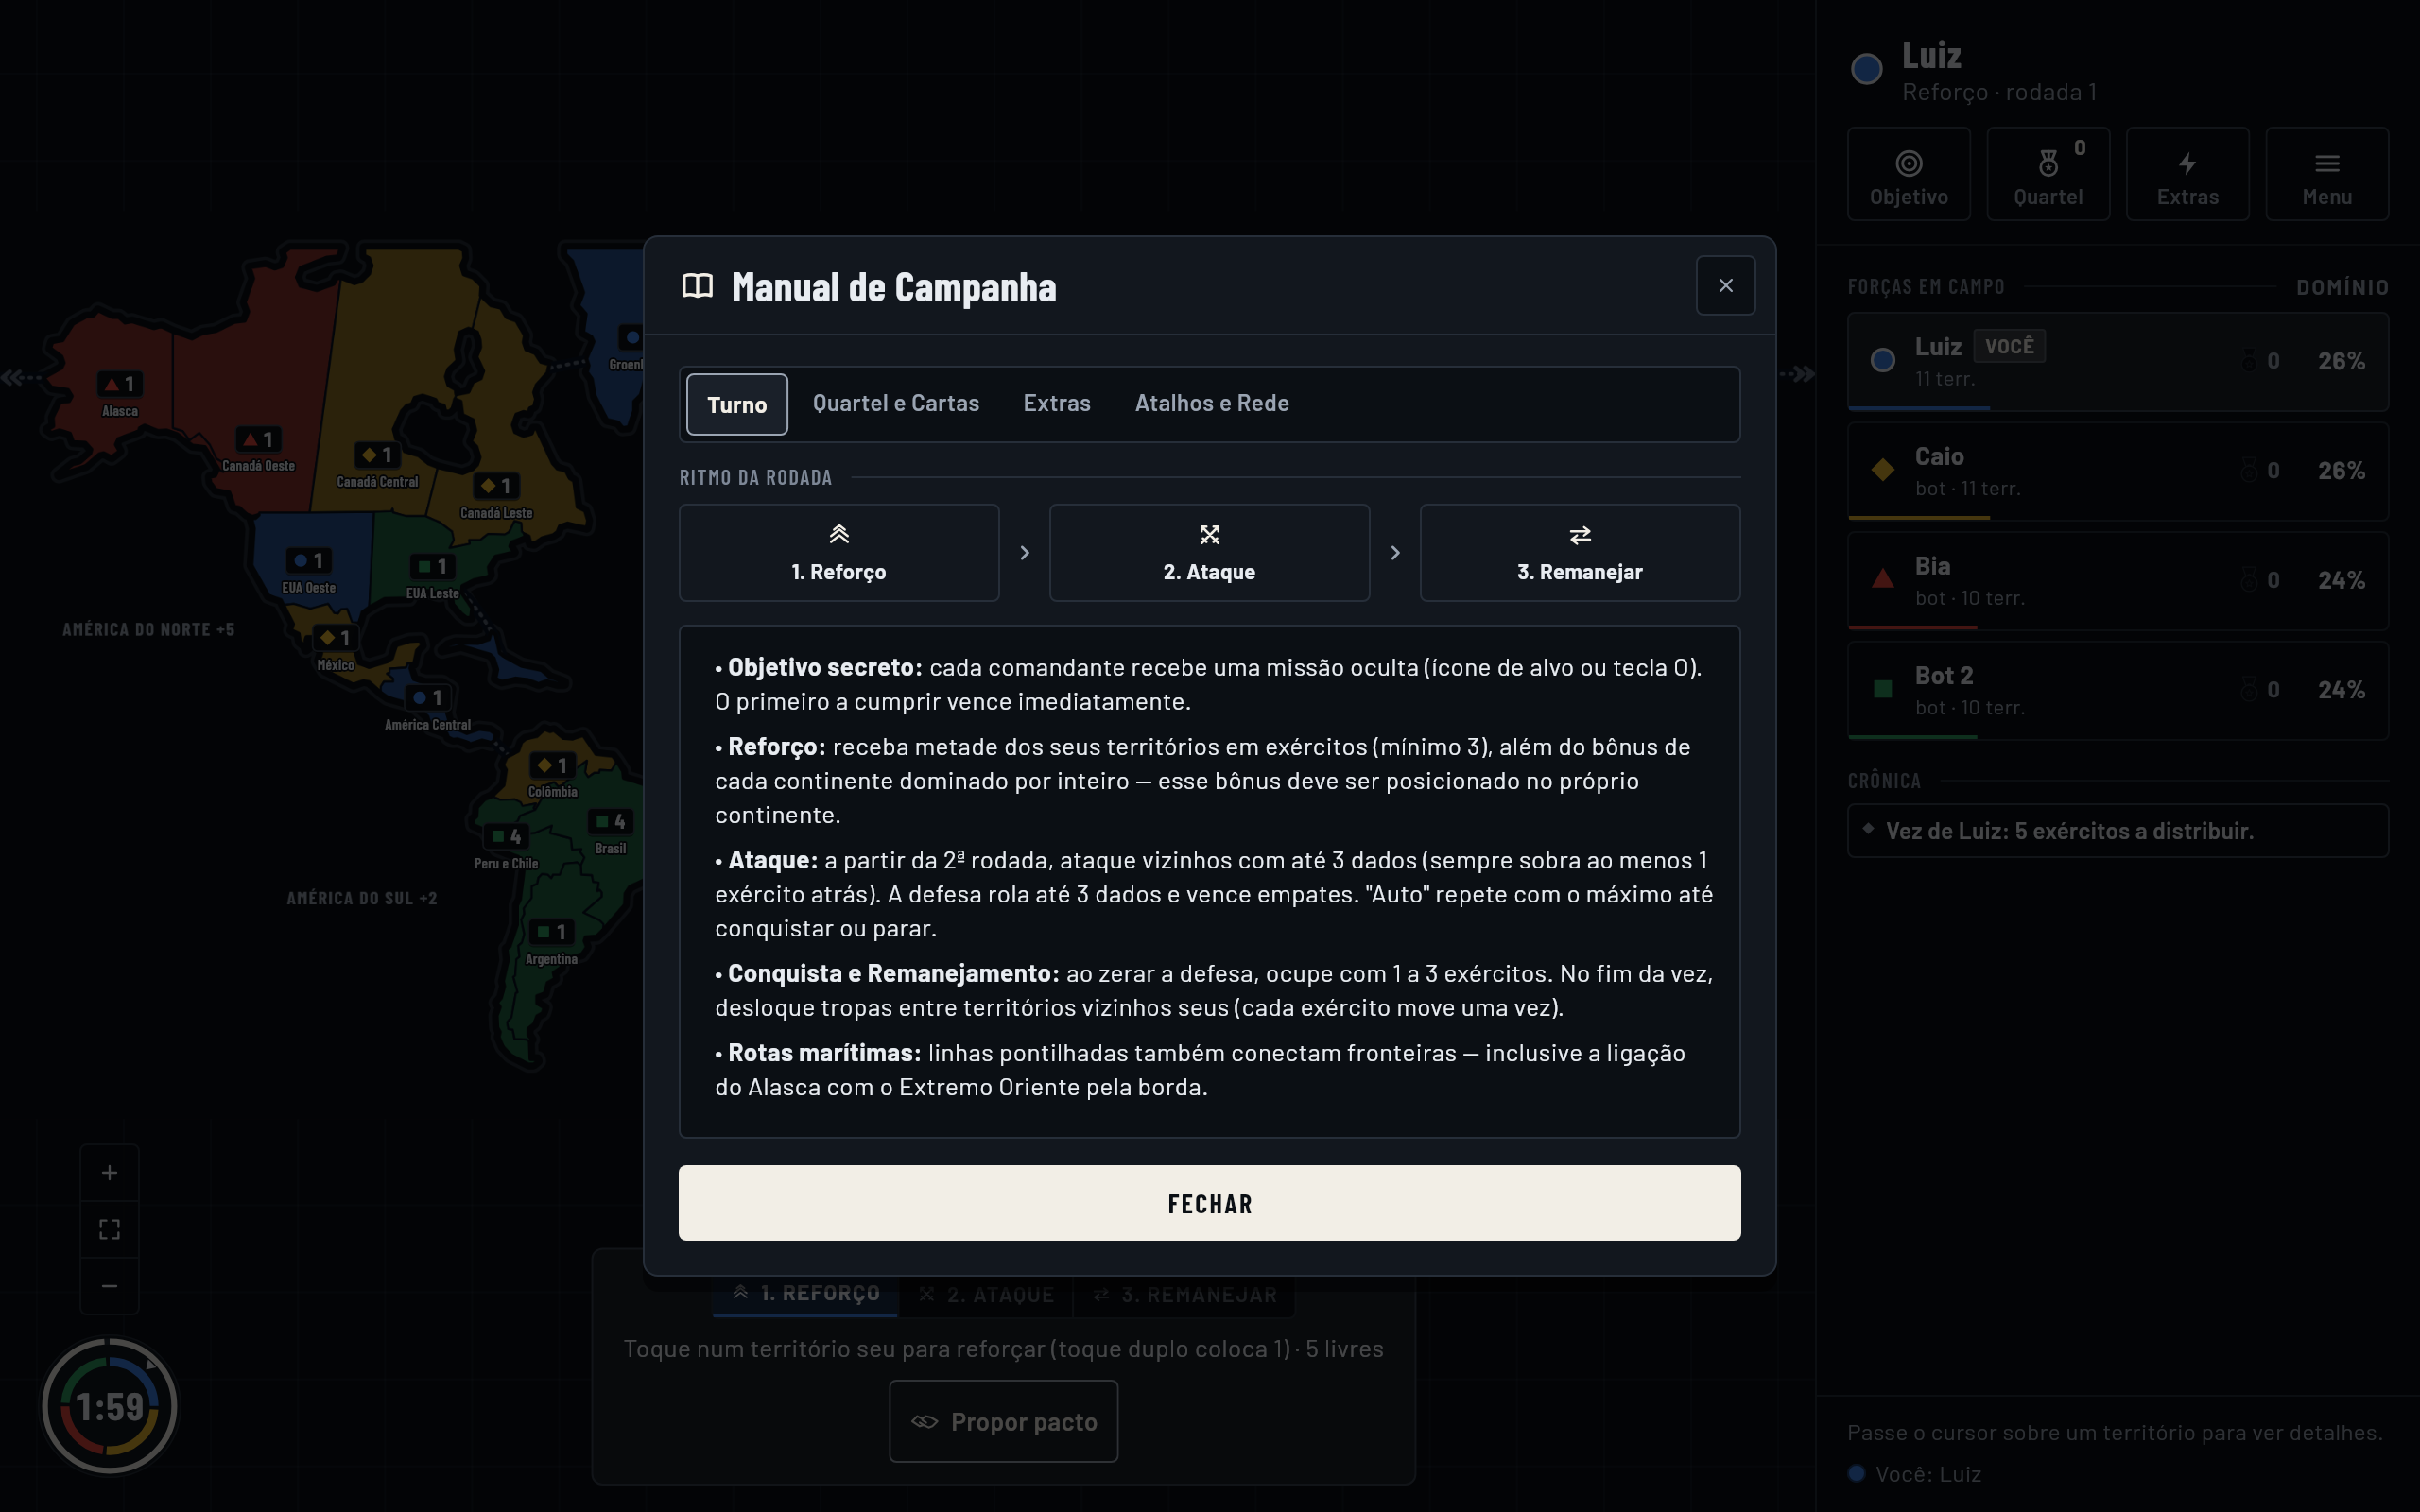 Luiz
Reforço · rodada 1
Objetivo
0
Quartel
Extras
Menu
FORÇAS EM CAMPO
DOMÍNIO
Luiz VOCÊ
11 terr.
0
26%
Caio
bot · 11 terr.
0
26%
Bia
bot · 10 terr.
0
24%
Bot 2
bot · 10 terr.
0
24%
CRÔNICA
Vez de Luiz: 5 exércitos a distribuir.
Passe o cursor sobre um território para ver detalhes.
Você: Luiz
1
Alasca
1
Canadá Oeste
1
Canadá Central
1
Canadá Leste
1
EUA Oeste
1
EUA Leste
AMÉRICA DO NORTE +5
1
México
1
América Central
1
Colômbia
4
Peru e Chile
4
Brasil
AMÉRICA DO SUL +2
1
Argentina
1:59
Manual de Campanha
Turno
Quartel e Cartas
Extras
Atalhos e Rede
RITMO DA RODADA
1. Reforço
2. Ataque
3. Remanejar
• Objetivo secreto: cada comandante recebe uma missão oculta (ícone de alvo ou tecla O).
O primeiro a cumprir vence imediatamente.
• Reforço: receba metade dos seus territórios em exércitos (mínimo 3), além do bônus de
cada continente dominado por inteiro — esse bônus deve ser posicionado no próprio
continente.
• Ataque: a partir da 2ª rodada, ataque vizinhos com até 3 dados (sempre sobra ao menos 1
exército atrás). A defesa rola até 3 dados e vence empates. "Auto" repete com o máximo até
conquistar ou parar.
• Conquista e Remanejamento: ao zerar a defesa, ocupe com 1 a 3 exércitos. No fim da vez,
desloque tropas entre territórios vizinhos seus (cada exército move uma vez).
• Rotas marítimas: linhas pontilhadas também conectam fronteiras — inclusive a ligação
do Alasca com o Extremo Oriente pela borda.
FECHAR
1. REFORÇO
2. ATAQUE
3. REMANEJAR
Toque num território seu para reforçar (toque duplo coloca 1) · 5 livres
Propor pacto